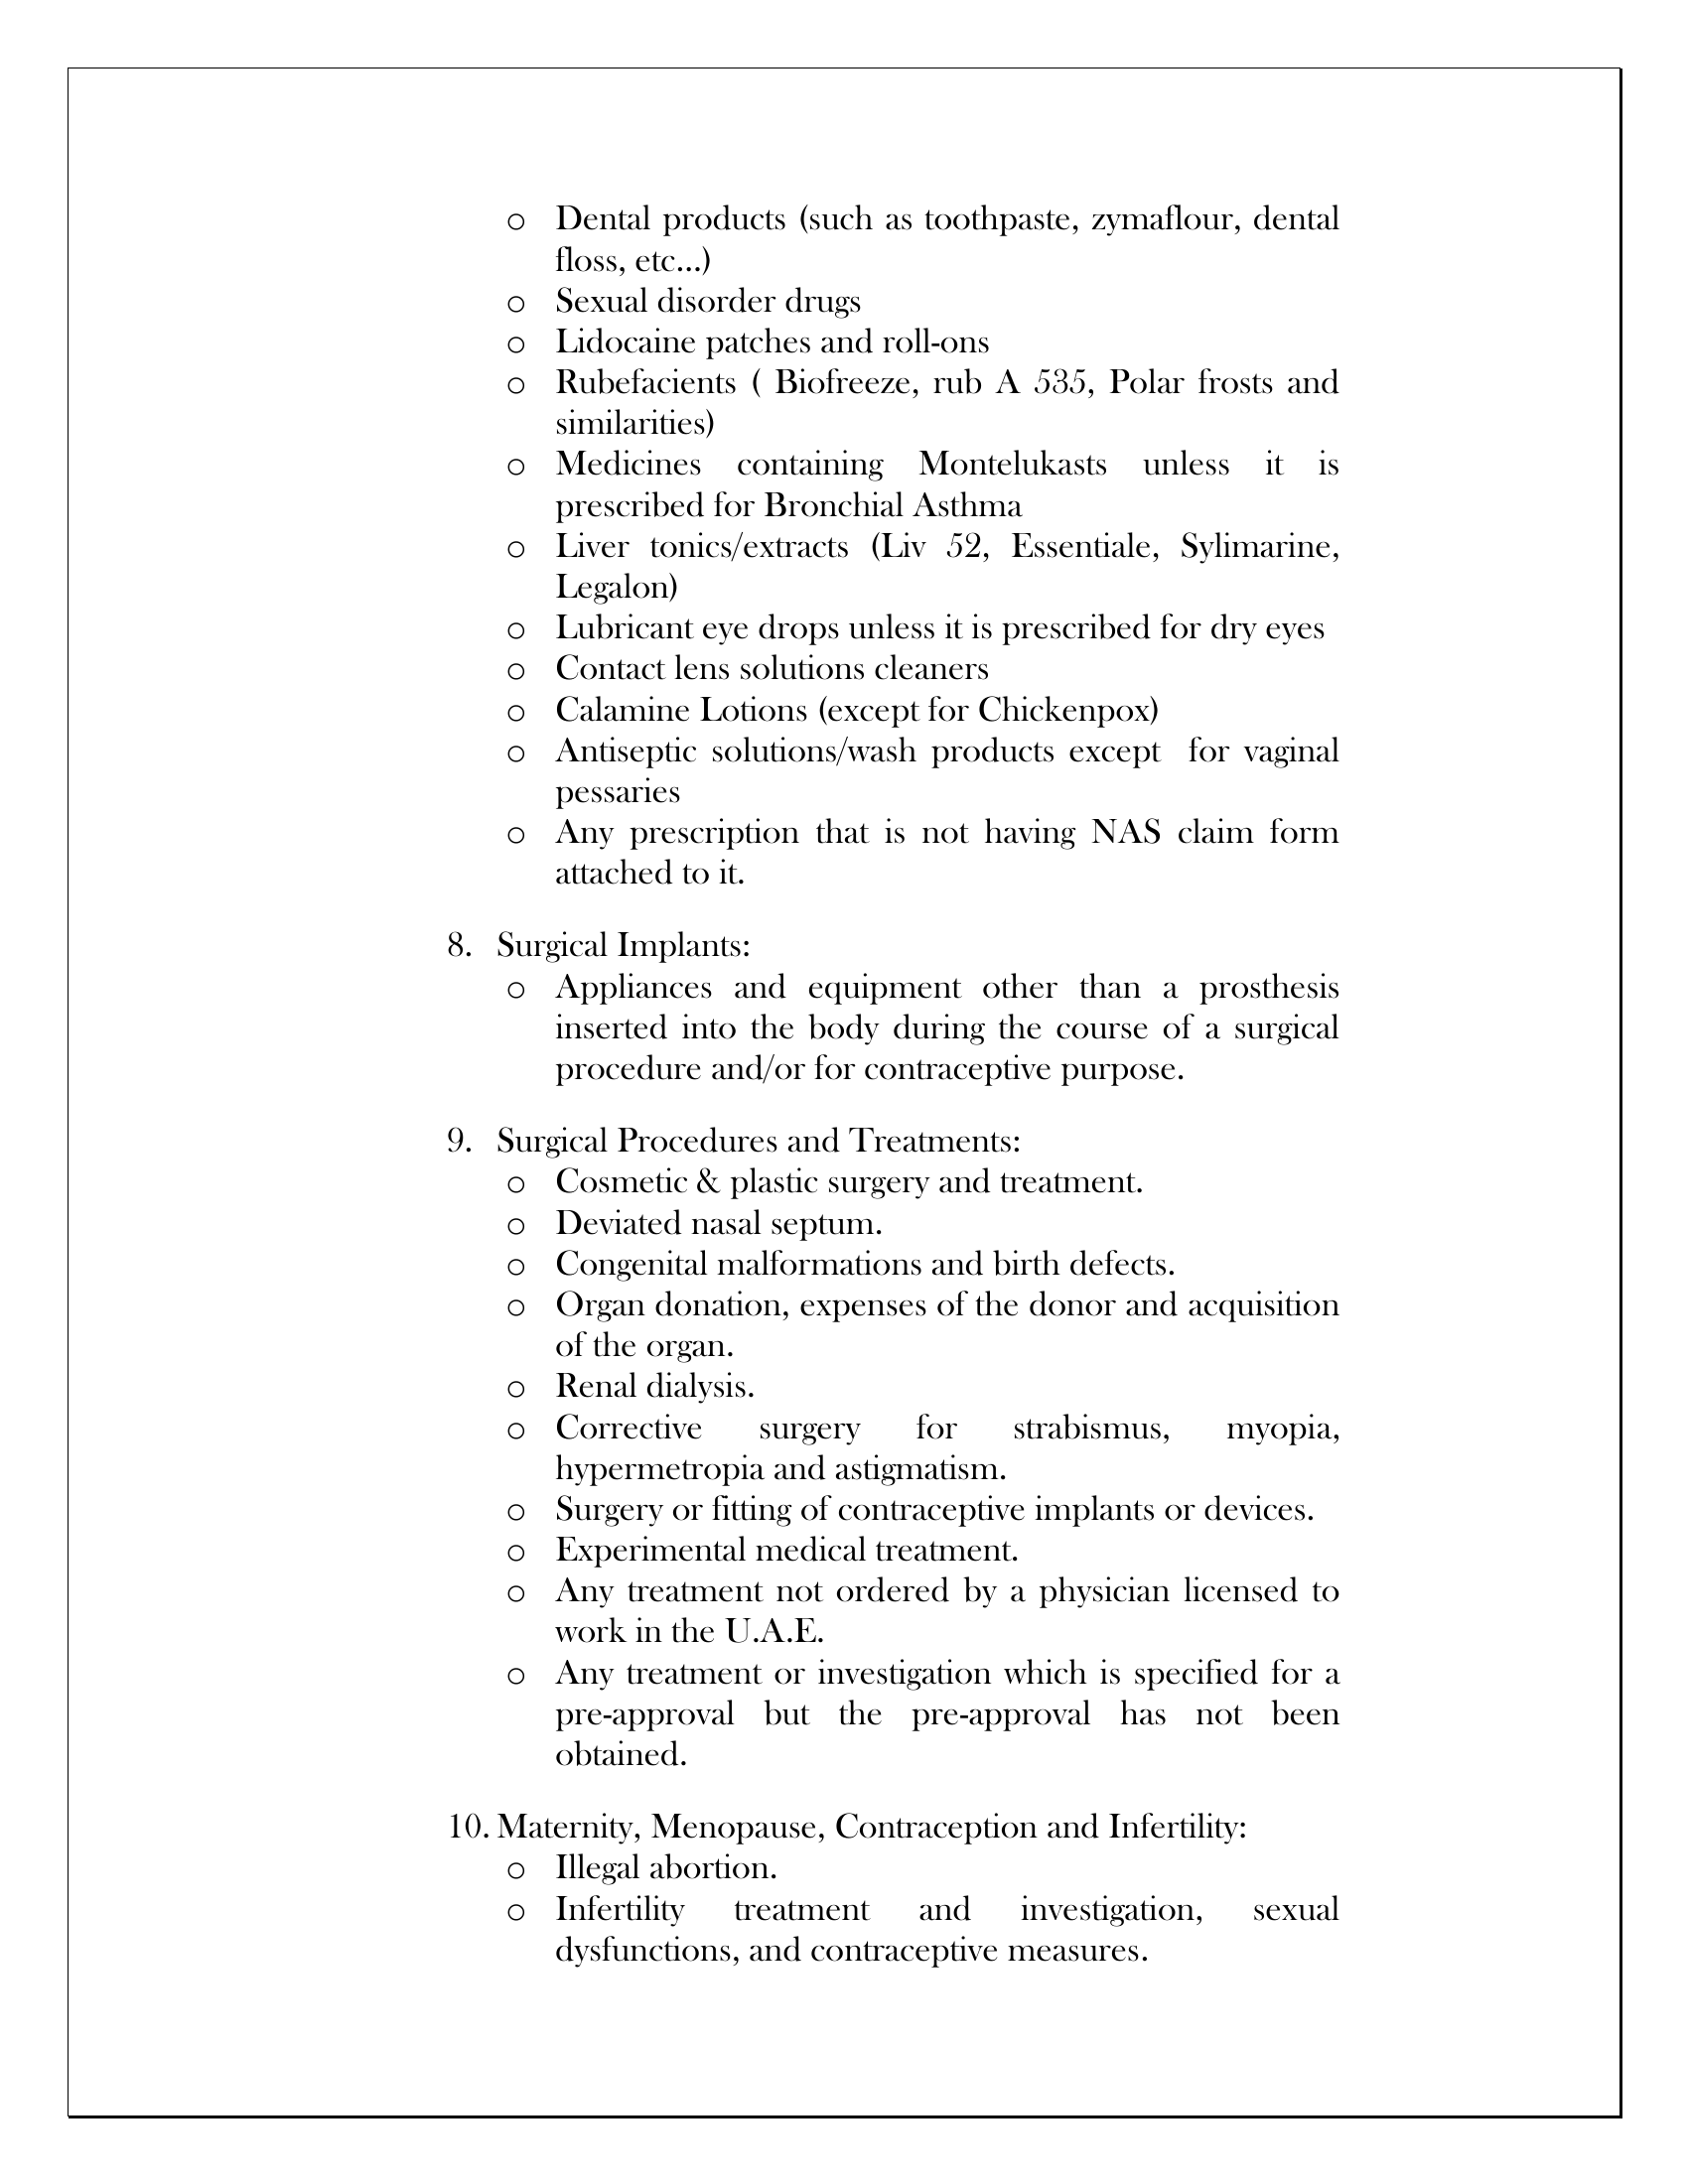 o Dental products (such as toothpaste, zymaflour, dental
floss, etc...)
o Sexual disorder drugs
o Lidocaine patches and roll-ons
o Rubefacients ( Biofreeze, rub A 535, Polar frosts and
similarities)
o Medicines containing Montelukasts unless it is
prescribed for Bronchial Asthma
o Liver tonics/extracts (Liv 52, Essentiale, Sylimarine,
Legalon)
o Lubricant eye drops unless it is prescribed for dry eyes
o Contact lens solutions cleaners
o Calamine Lotions (except for Chickenpox)
o Antiseptic solutions/wash products except for vaginal
pessaries
o Any prescription that is not having NAS claim form
attached to it.
8. Surgical Implants:
o Appliances and equipment other than a prosthesis
inserted into the body during the course of a surgical
procedure and/or for contraceptive purpose.
9. Surgical Procedures and Treatments:
o Cosmetic & plastic surgery and treatment.
o Deviated nasal septum.
o Congenital malformations and birth defects.
o Organ donation, expenses of the donor and acquisition
of the organ.
o Renal dialysis.
o Corrective surgery for strabismus, myopia,
hypermetropia and astigmatism.
o Surgery or fitting of contraceptive implants or devices.
o Experimental medical treatment.
o Any treatment not ordered by a physician licensed to
work in the U.A.E.
o Any treatment or investigation which is specified for a
pre-approval but the pre-approval has not been
obtained.
10. Maternity, Menopause, Contraception and Infertility:
o Illegal abortion.
o Infertility treatment and investigation, sexual
dysfunctions, and contraceptive measures.